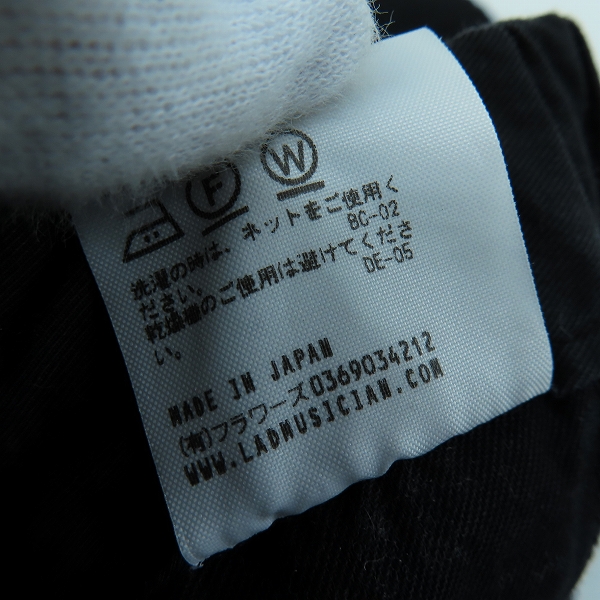 F W
洗濯の時は、ネットをご使用く
ださい。 BC-02
乾燥機のご使用は避けてくださ
い。 DE-05
MADE IN JAPAN
(有)フラワーズ0369034212
WWW.LADMUSICIAN.COM